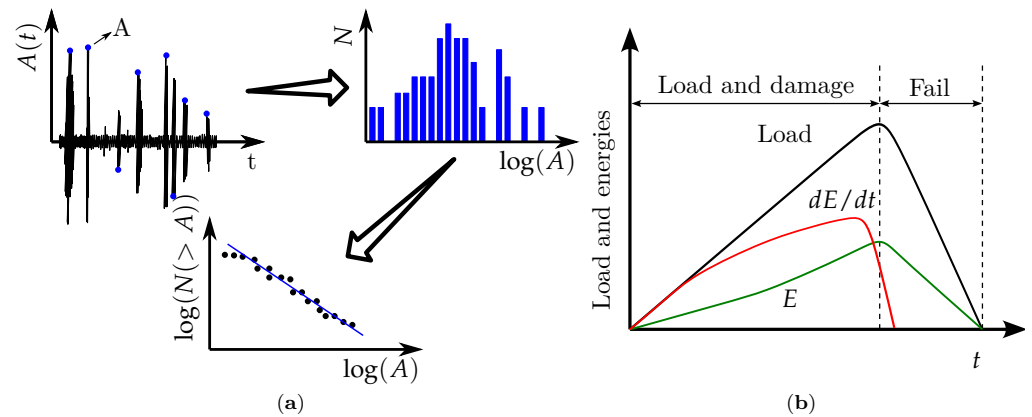 A(t)
A
t
N
log(A)
log(N(> A))
log(A)
(a)
Load and energies
Load and damage
Fail
Load
dE/dt
E
t
(b)